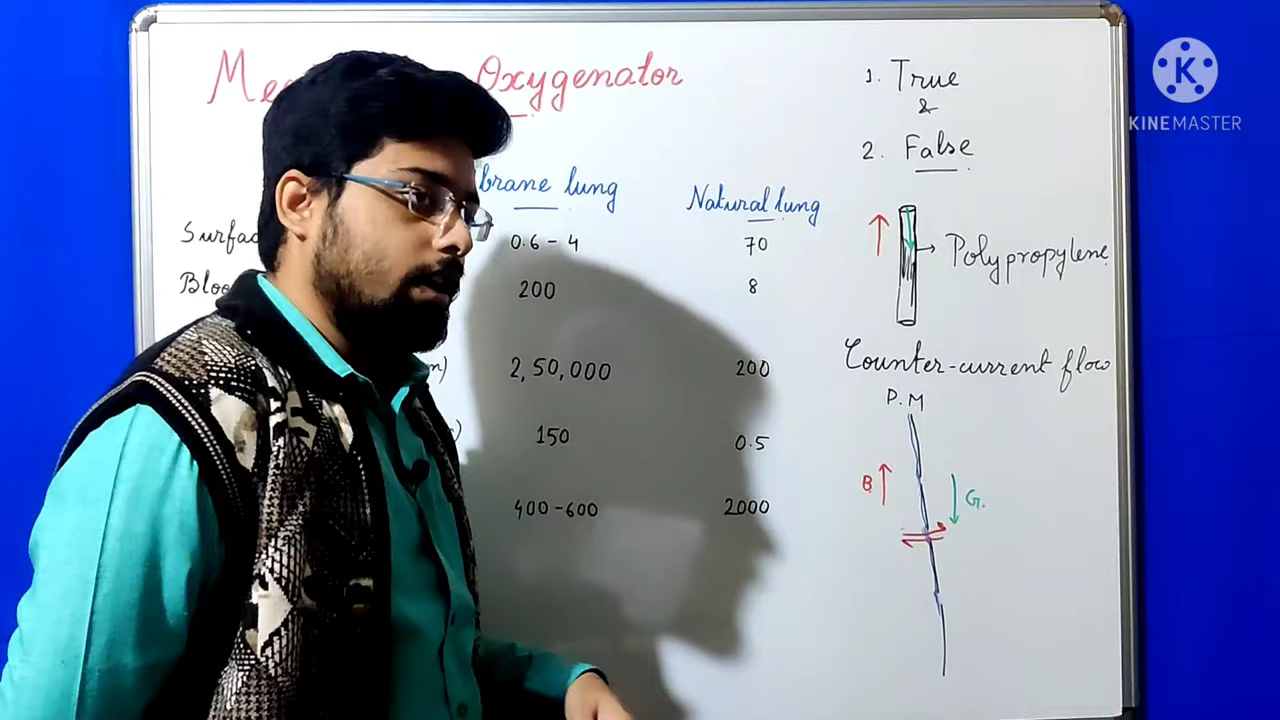 Me Oxygenator
brane lung Natural lung
Surfac 0.6 - 4 70
Bloo 200 8
n) 2,50,000 200
) 150 0.5
400 - 600 2000
1. True
&
2. False
Polypropylene
Counter-current flow
P.M
B
G.
K
KINEMASTER